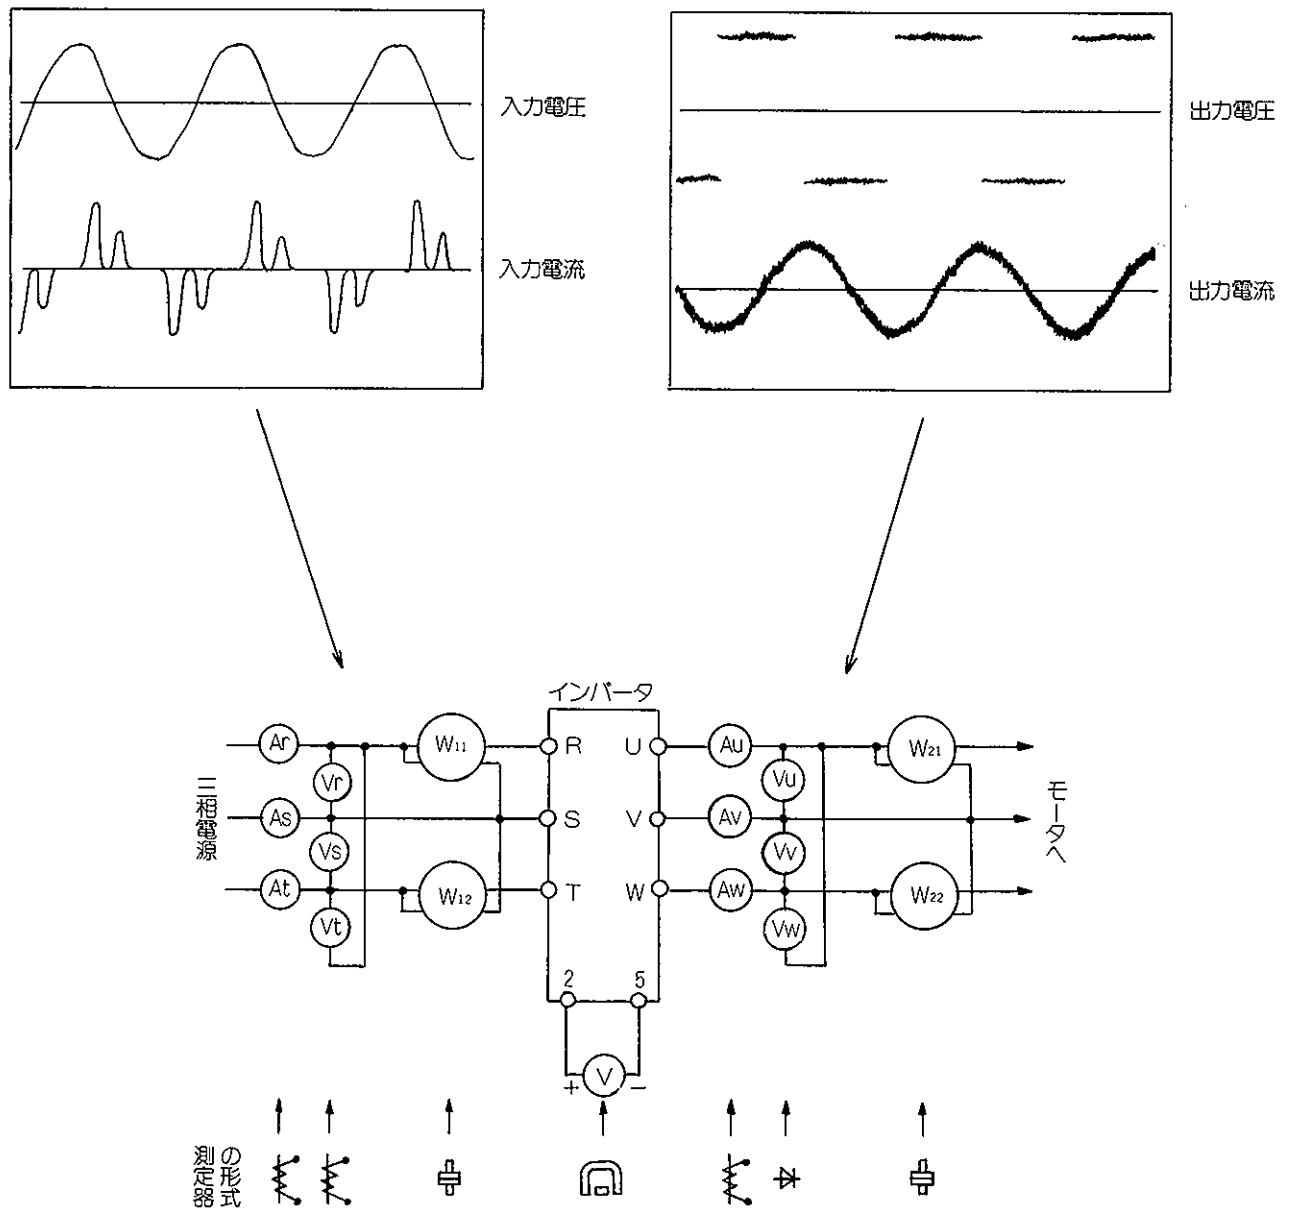 入力電圧
入力電流
出力電圧
出力電流
インバータ
三相電源
Ar
As
At
Vr
Vs
Vt
W11
W12
R
S
T
U
V
W
2
5
+
V
−
Au
Av
Aw
Vu
Vv
Vw
W21
W22
モータへ
測定器
の形式